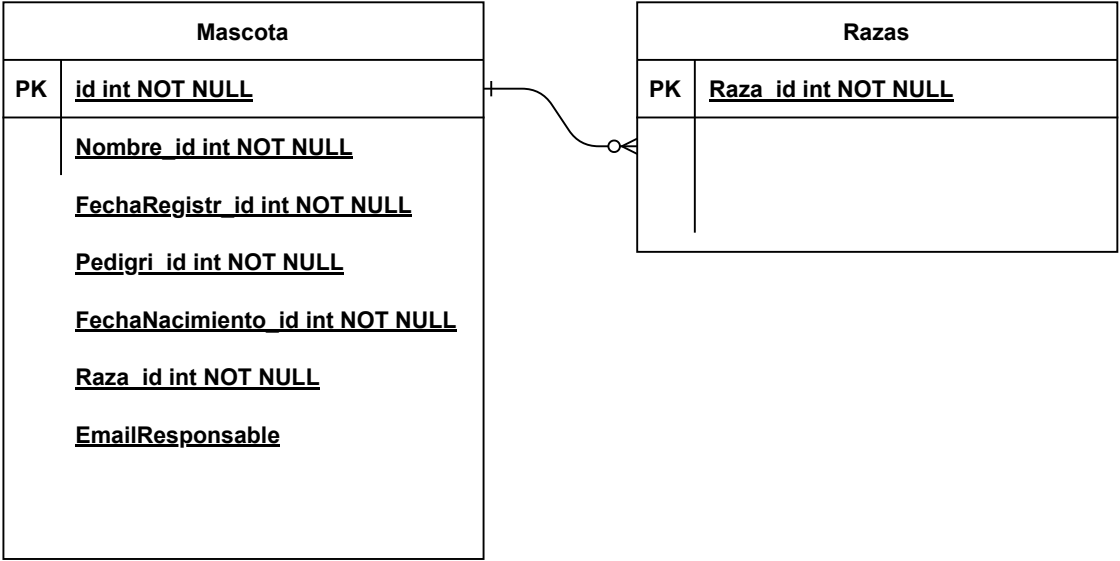 Mascota
PK id int NOT NULL
Nombre_id int NOT NULL
FechaRegistr_id int NOT NULL
Pedigri_id int NOT NULL
FechaNacimiento_id int NOT NULL
Raza_id int NOT NULL
EmailResponsable
Razas
PK Raza_id int NOT NULL